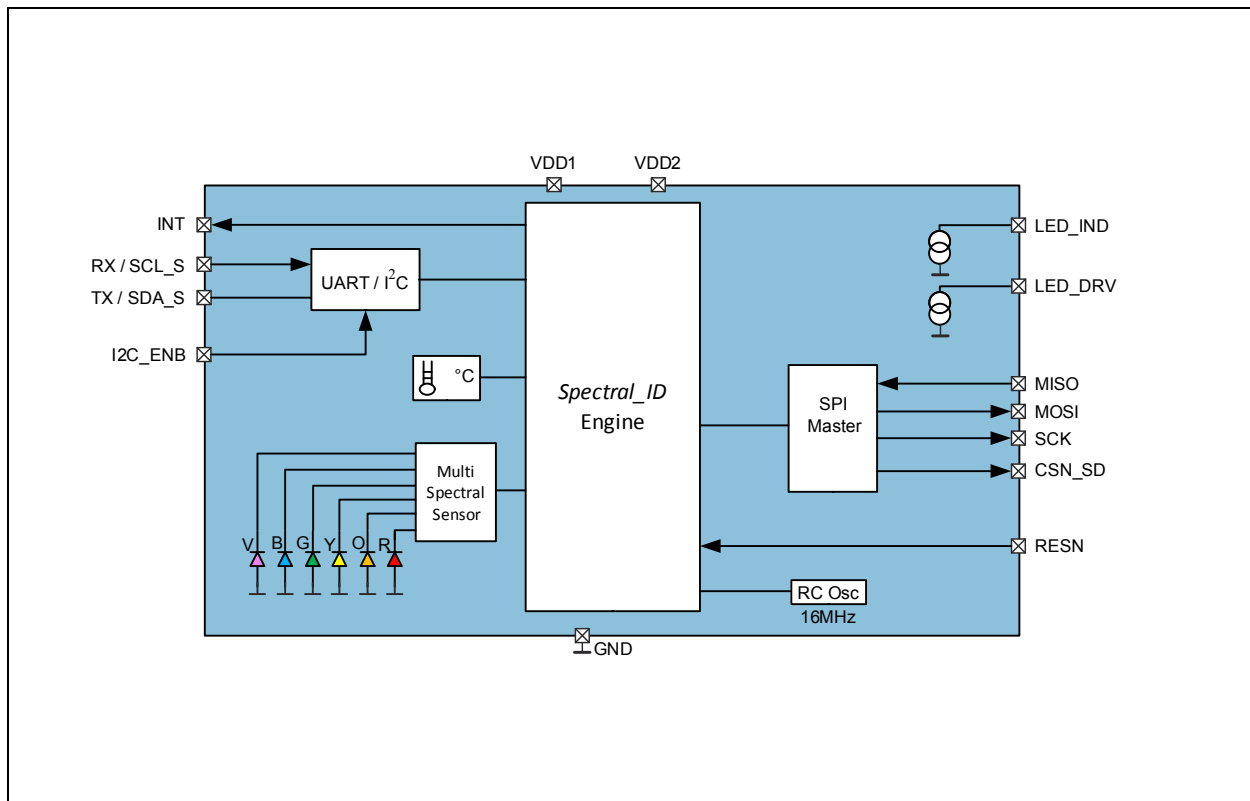 VDD1
VDD2
INT
RX / SCL_S
TX / SDA_S
I2C_ENB
UART / I²C
°C
Spectral_ID
Engine
Multi
Spectral
Sensor
V B G Y O R
LED_IND
LED_DRV
SPI
Master
MISO
MOSI
SCK
CSN_SD
RESN
RC Osc
16MHz
GND